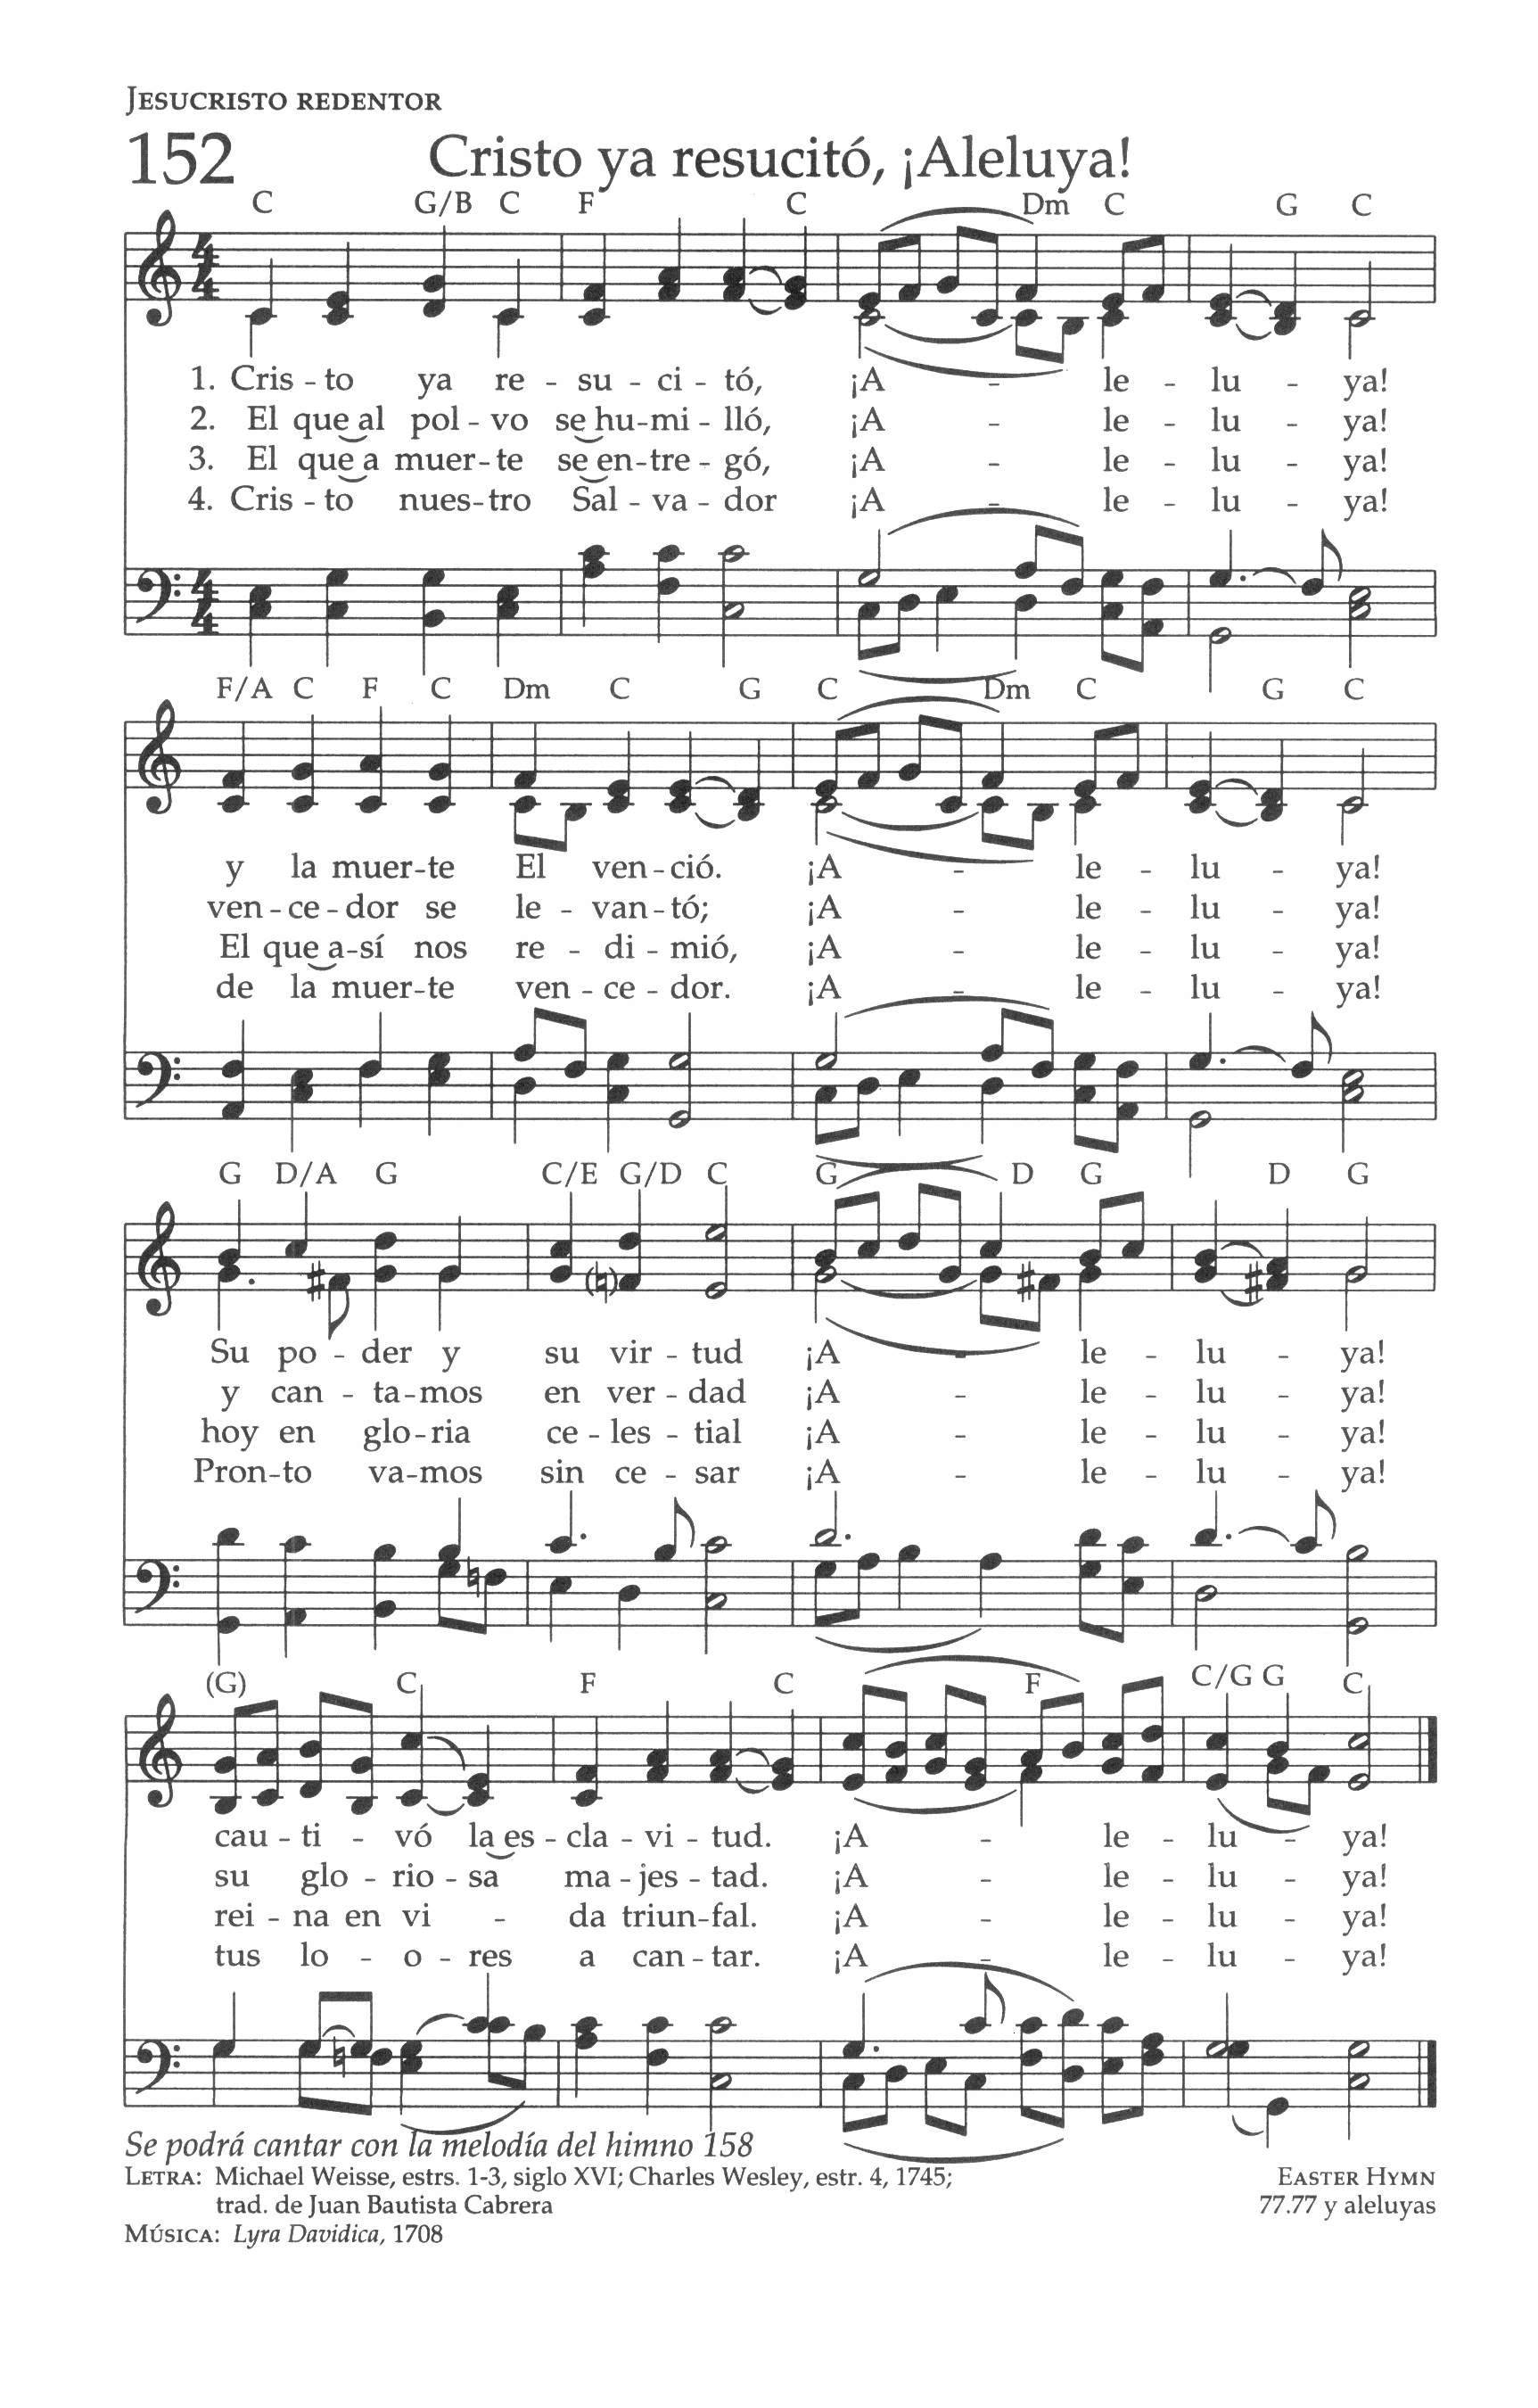 JESUCRISTO REDENTOR
152 Cristo ya resucitó, ¡Aleluya!
C G/B C F C Dm C G C
4/4
1. Cris - to ya re - su - ci - tó, ¡A - le - lu - ya!
2. El que al pol - vo se hu - mi - lló, ¡A - le - lu - ya!
3. El que a muer - te se en - tre - gó, ¡A - le - lu - ya!
4. Cris - to nues - tro Sal - va - dor ¡A - le - lu - ya!
4/4
F/A C F C Dm C G C Dm C G C
y la muer - te El ven - ció. ¡A - le - lu - ya!
ven - ce - dor se le - van - tó; ¡A - le - lu - ya!
El que a - sí nos re - di - mió, ¡A - le - lu - ya!
de la muer - te ven - ce - dor. ¡A - le - lu - ya!
G D/A G C/E G/D C G D G D G
Su po - der y su vir - tud ¡A - le - lu - ya!
y can - ta - mos en ver - dad ¡A - le - lu - ya!
hoy en glo - ria ce - les - tial ¡A - le - lu - ya!
Pron - to va - mos sin ce - sar ¡A - le - lu - ya!
(G) C F C F C/G G C
cau - ti - vó la es - cla - vi - tud. ¡A - le - lu - ya!
su glo - rio - sa ma - jes - tad. ¡A - le - lu - ya!
rei - na en vi - da triun - fal. ¡A - le - lu - ya!
tus lo - o - res a can - tar. ¡A - le - lu - ya!
Se podrá cantar con la melodía del himno 158
LETRA: Michael Weisse, estrs. 1-3, siglo XVI; Charles Wesley, estr. 4, 1745; EASTER HYMN
trad. de Juan Bautista Cabrera 77.77 y aleluyas
MÚSICA: Lyra Davidica, 1708